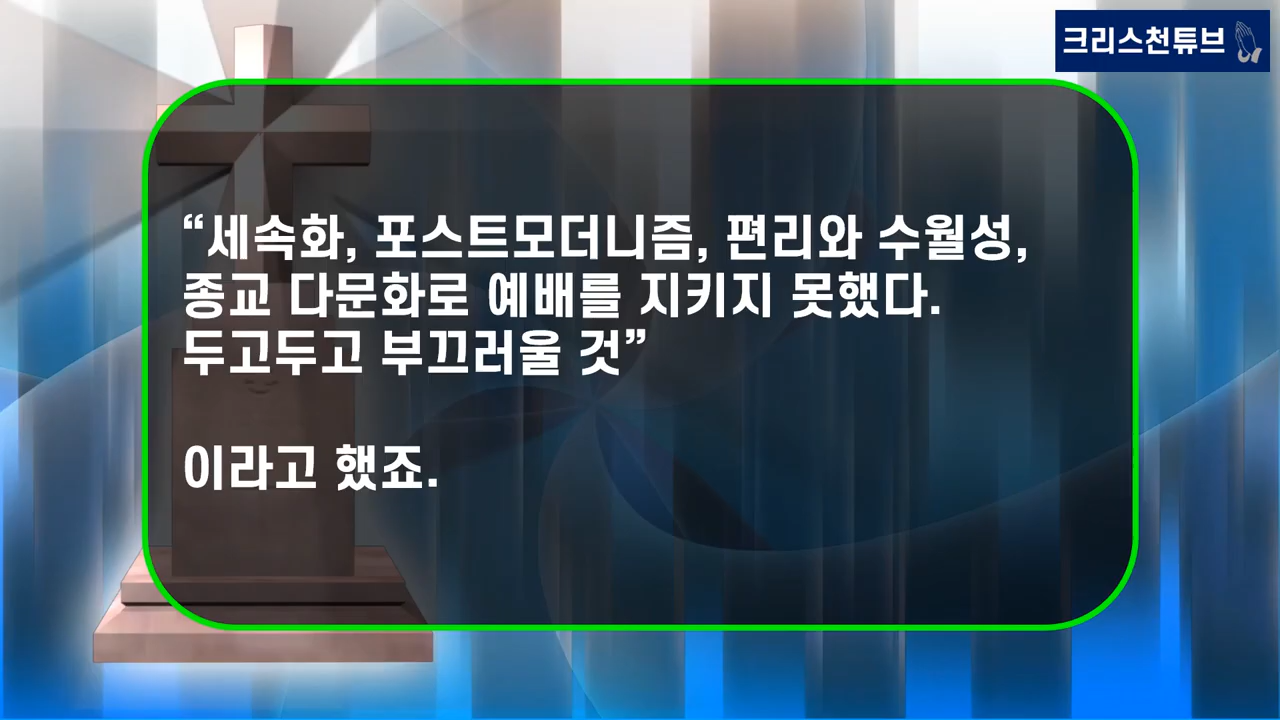 크리스천튜브
“세속화, 포스트모더니즘, 편리와 수월성,
종교 다문화로 예배를 지키지 못했다.
두고두고 부끄러울 것”
이라고 했죠.